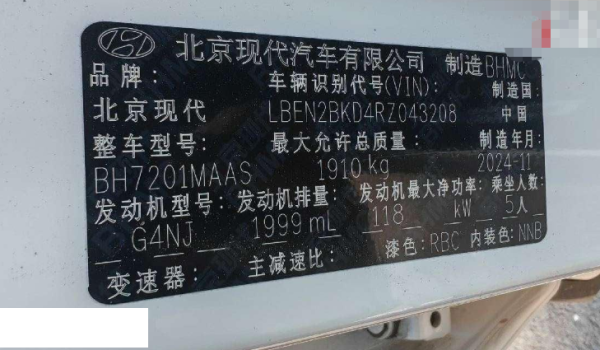 北京现代汽车有限公司 制造 BHMC
品牌: 车辆识别代号(VIN): 制造国:
北京现代 LBEN2BKD4RZ043208 中国
整车型号: 最大允许总质量: 制造年月:
BH7201MAAS 1910 kg 2024-11
发动机型号: 发动机排量: 发动机最大净功率: 乘坐人数:
G4NJ 1999 mL 118 kW 5人
变速器: 主减速比: 漆色: RBC 内装色: NNB